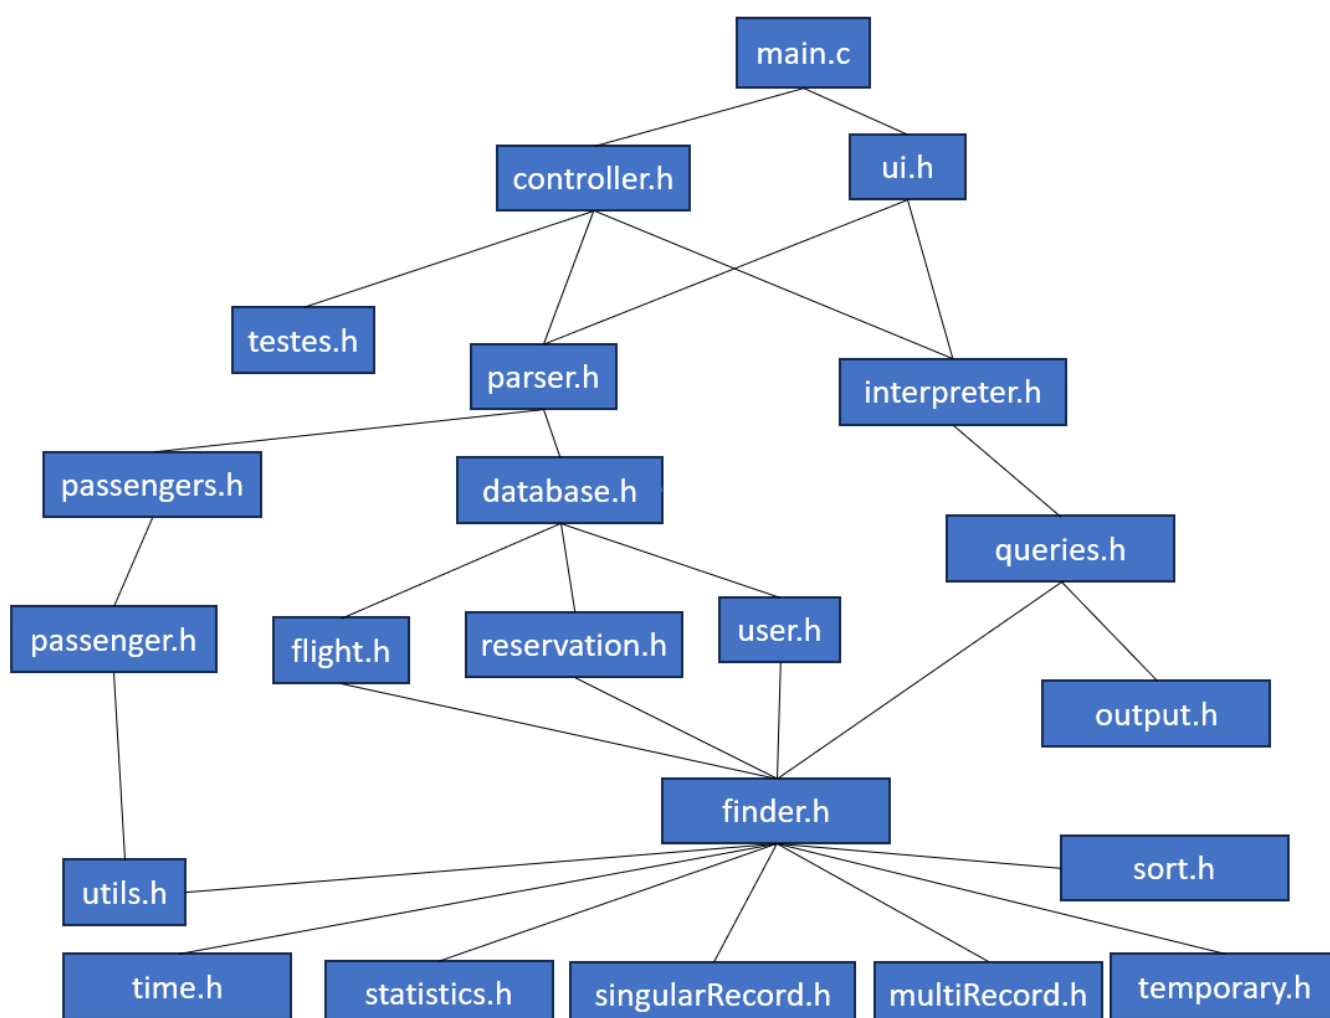 main.c
controller.h
ui.h
testes.h
parser.h
interpreter.h
passengers.h
database.h
queries.h
passenger.h
flight.h
reservation.h
user.h
output.h
finder.h
utils.h
sort.h
time.h
statistics.h
singularRecord.h
multiRecord.h
temporary.h